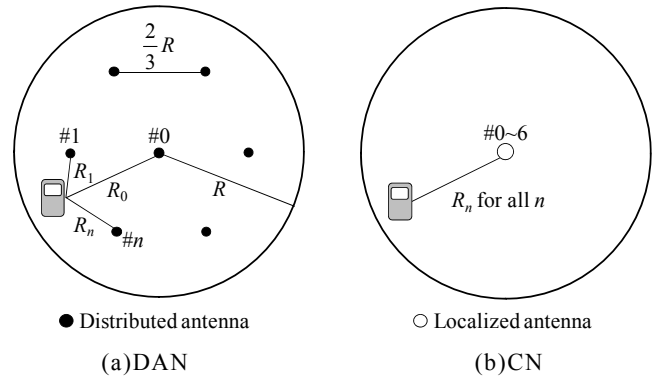 2/3 R
#1
#0
R1
R0
R
Rn
#n
#0~6
Rn for all n
● Distributed antenna
○ Localized antenna
(a)DAN
(b)CN